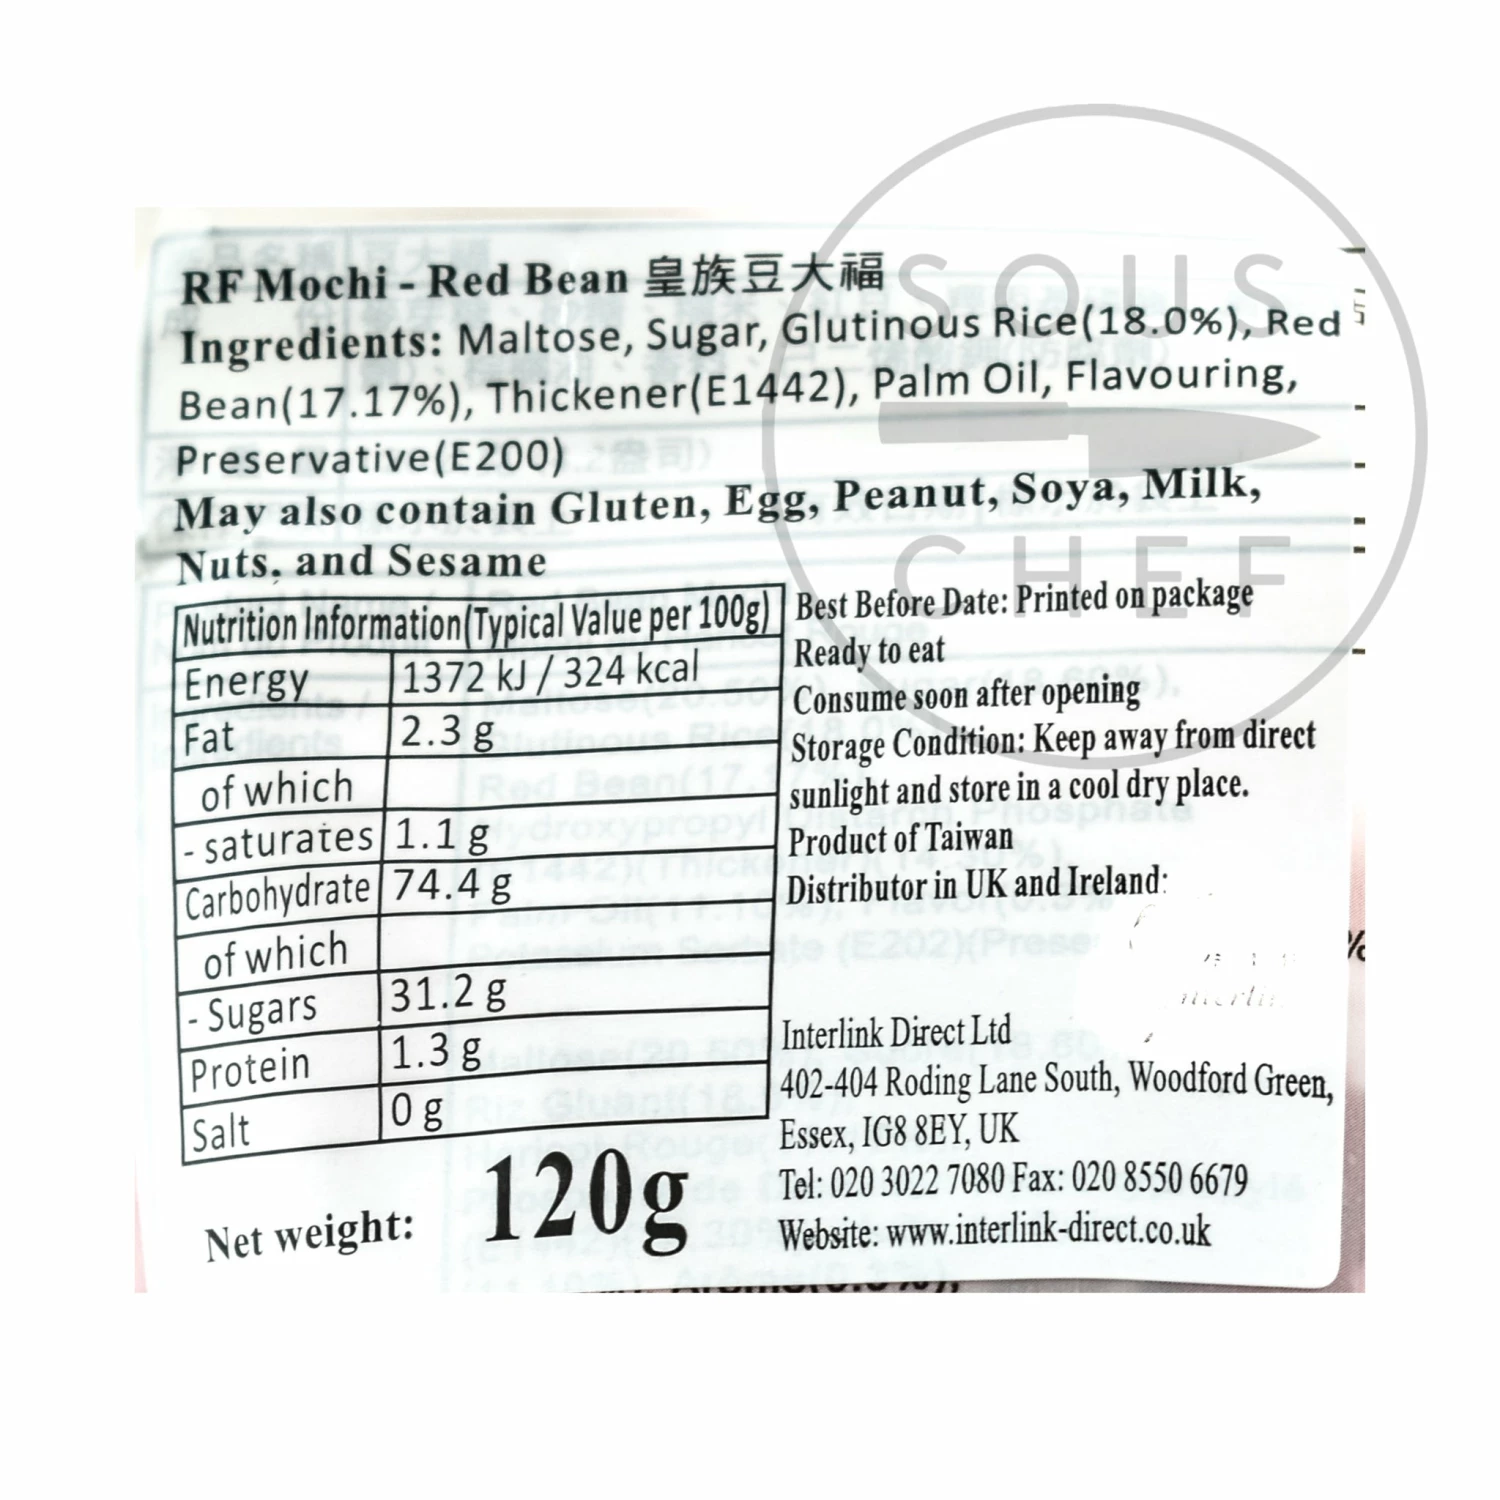 SOUS
CHEF
RF Mochi - Red Bean 皇族豆大福
Ingredients: Maltose, Sugar, Glutinous Rice(18.0%), Red
Bean(17.17%), Thickener(E1442), Palm Oil, Flavouring,
Preservative(E200)
May also contain Gluten, Egg, Peanut, Soya, Milk,
Nuts, and Sesame
Nutrition Information(Typical Value per 100g)
Energy 1372 kJ / 324 kcal
Fat 2.3 g
of which
- saturates 1.1 g
Carbohydrate 74.4 g
of which
- Sugars 31.2 g
Protein 1.3 g
Salt 0 g
Net weight: 120g
Best Before Date: Printed on package
Ready to eat
Consume soon after opening
Storage Condition: Keep away from direct
sunlight and store in a cool dry place.
Product of Taiwan
Distributor in UK and Ireland:
Interlink Direct Ltd
402-404 Roding Lane South, Woodford Green,
Essex, IG8 8EY, UK
Tel: 020 3022 7080 Fax: 020 8550 6679
Website: www.interlink-direct.co.uk